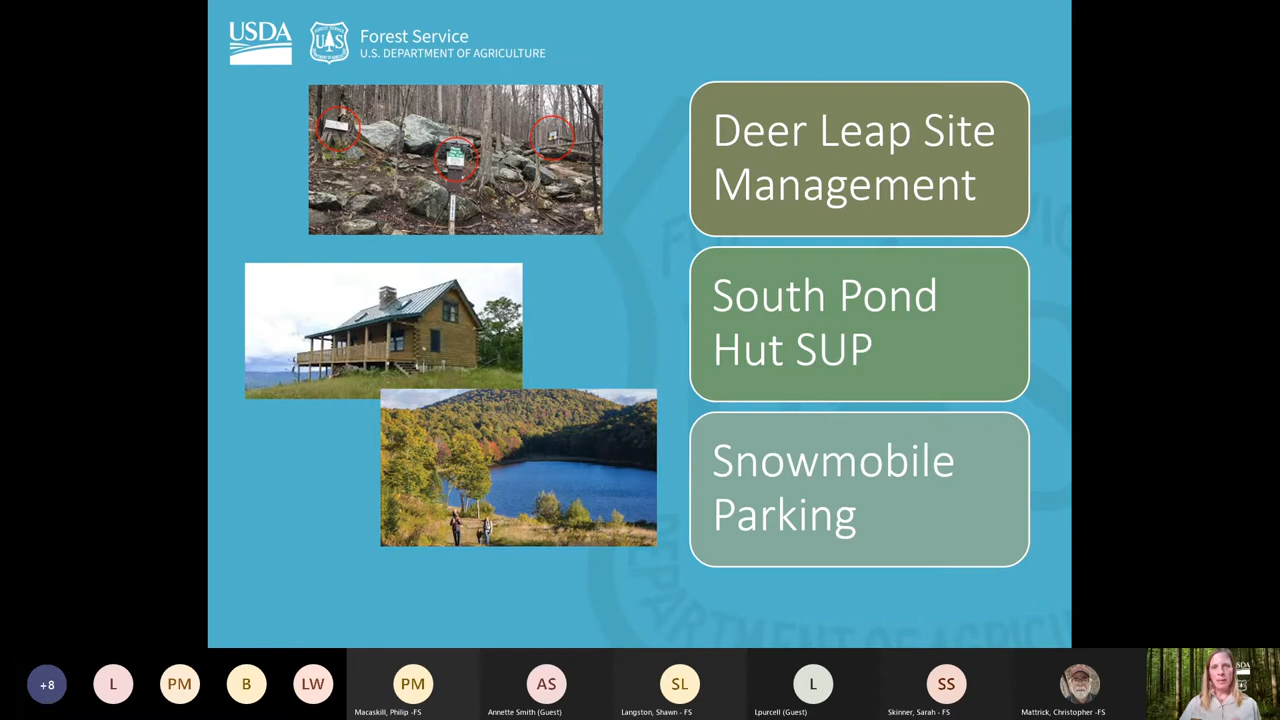 USDA
Forest Service
U.S. DEPARTMENT OF AGRICULTURE
Deer Leap Site
Management
South Pond
Hut SUP
Snowmobile
Parking
+8
L
PM
B
LW
PM
AS
SL
L
SS
Macaskill, Philip -FS
Annette Smith (Guest)
Langston, Shawn - FS
Lpurcell (Guest)
Skinner, Sarah - FS
Mattrick, Christopher -FS